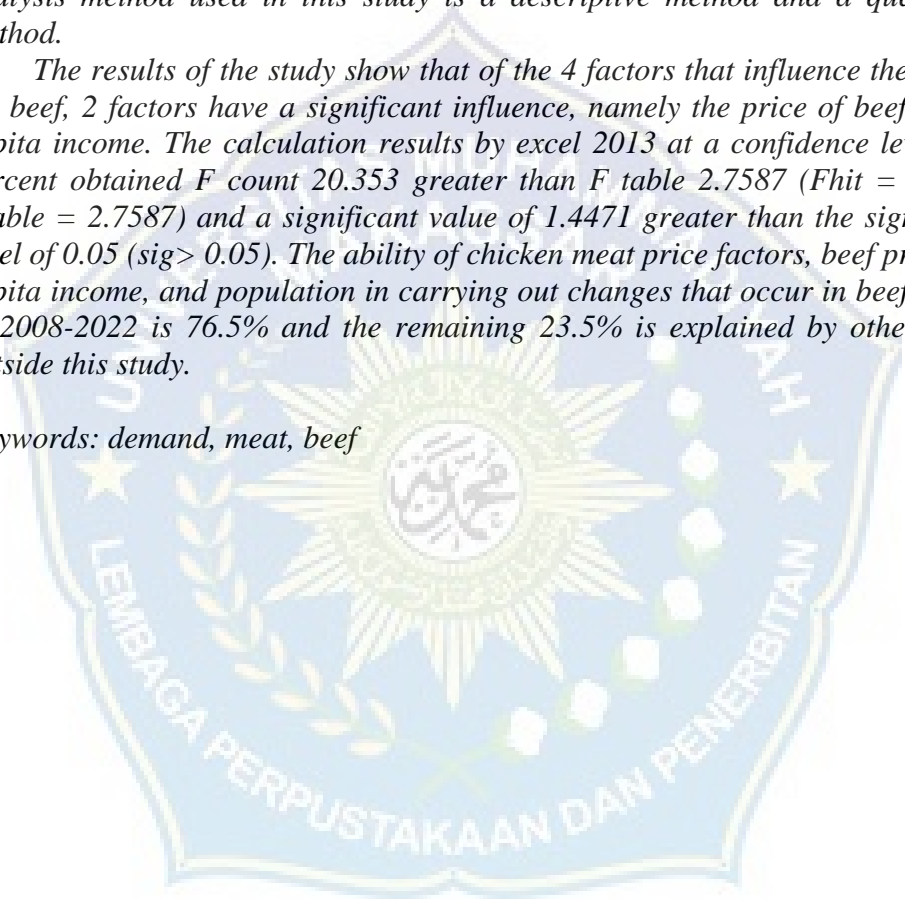 alysis method used in this study is a descriptive method and a que
thod.
The results of the study show that of the 4 factors that influence the
beef, 2 factors have a significant influence, namely the price of beef
pita income. The calculation results by excel 2013 at a confidence le
rcent obtained F count 20.353 greater than F table 2.7587 (Fhit =
able = 2.7587) and a significant value of 1.4471 greater than the sign
el of 0.05 (sig> 0.05). The ability of chicken meat price factors, beef pr
pita income, and population in carrying out changes that occur in beef
2008-2022 is 76.5% and the remaining 23.5% is explained by othe
tside this study.
ywords: demand, meat, beef
LEMBAGA PERPUSTAKAAN DAN PENERBITAN